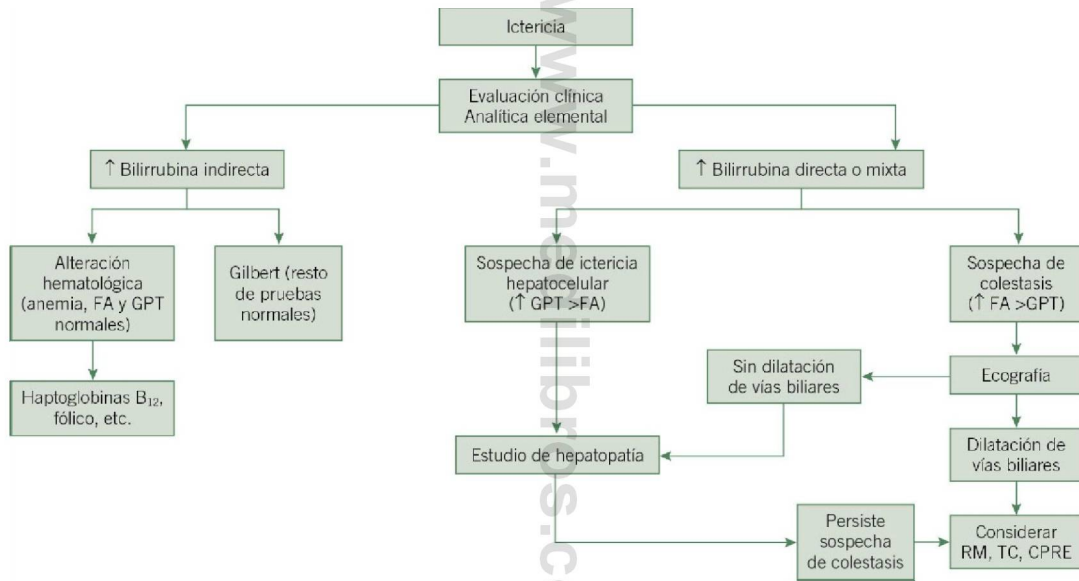 Ictericia
Evaluación clínica
Analítica elemental
↑ Bilirrubina indirecta
↑ Bilirrubina directa o mixta
Alteración
hematológica
(anemia, FA y GPT
normales)
Gilbert (resto
de pruebas
normales)
Sospecha de ictericia
hepatocelular
(↑ GPT >FA)
Sospecha de
colestasis
(↑ FA >GPT)
Haptoglobinas B₁₂,
fólico, etc.
Sin dilatación
de vías biliares
Ecografía
Estudio de hepatopatía
Dilatación de
vías biliares
Persiste
sospecha
de colestasis
Considerar
RM, TC, CPRE
www.medilibros.c